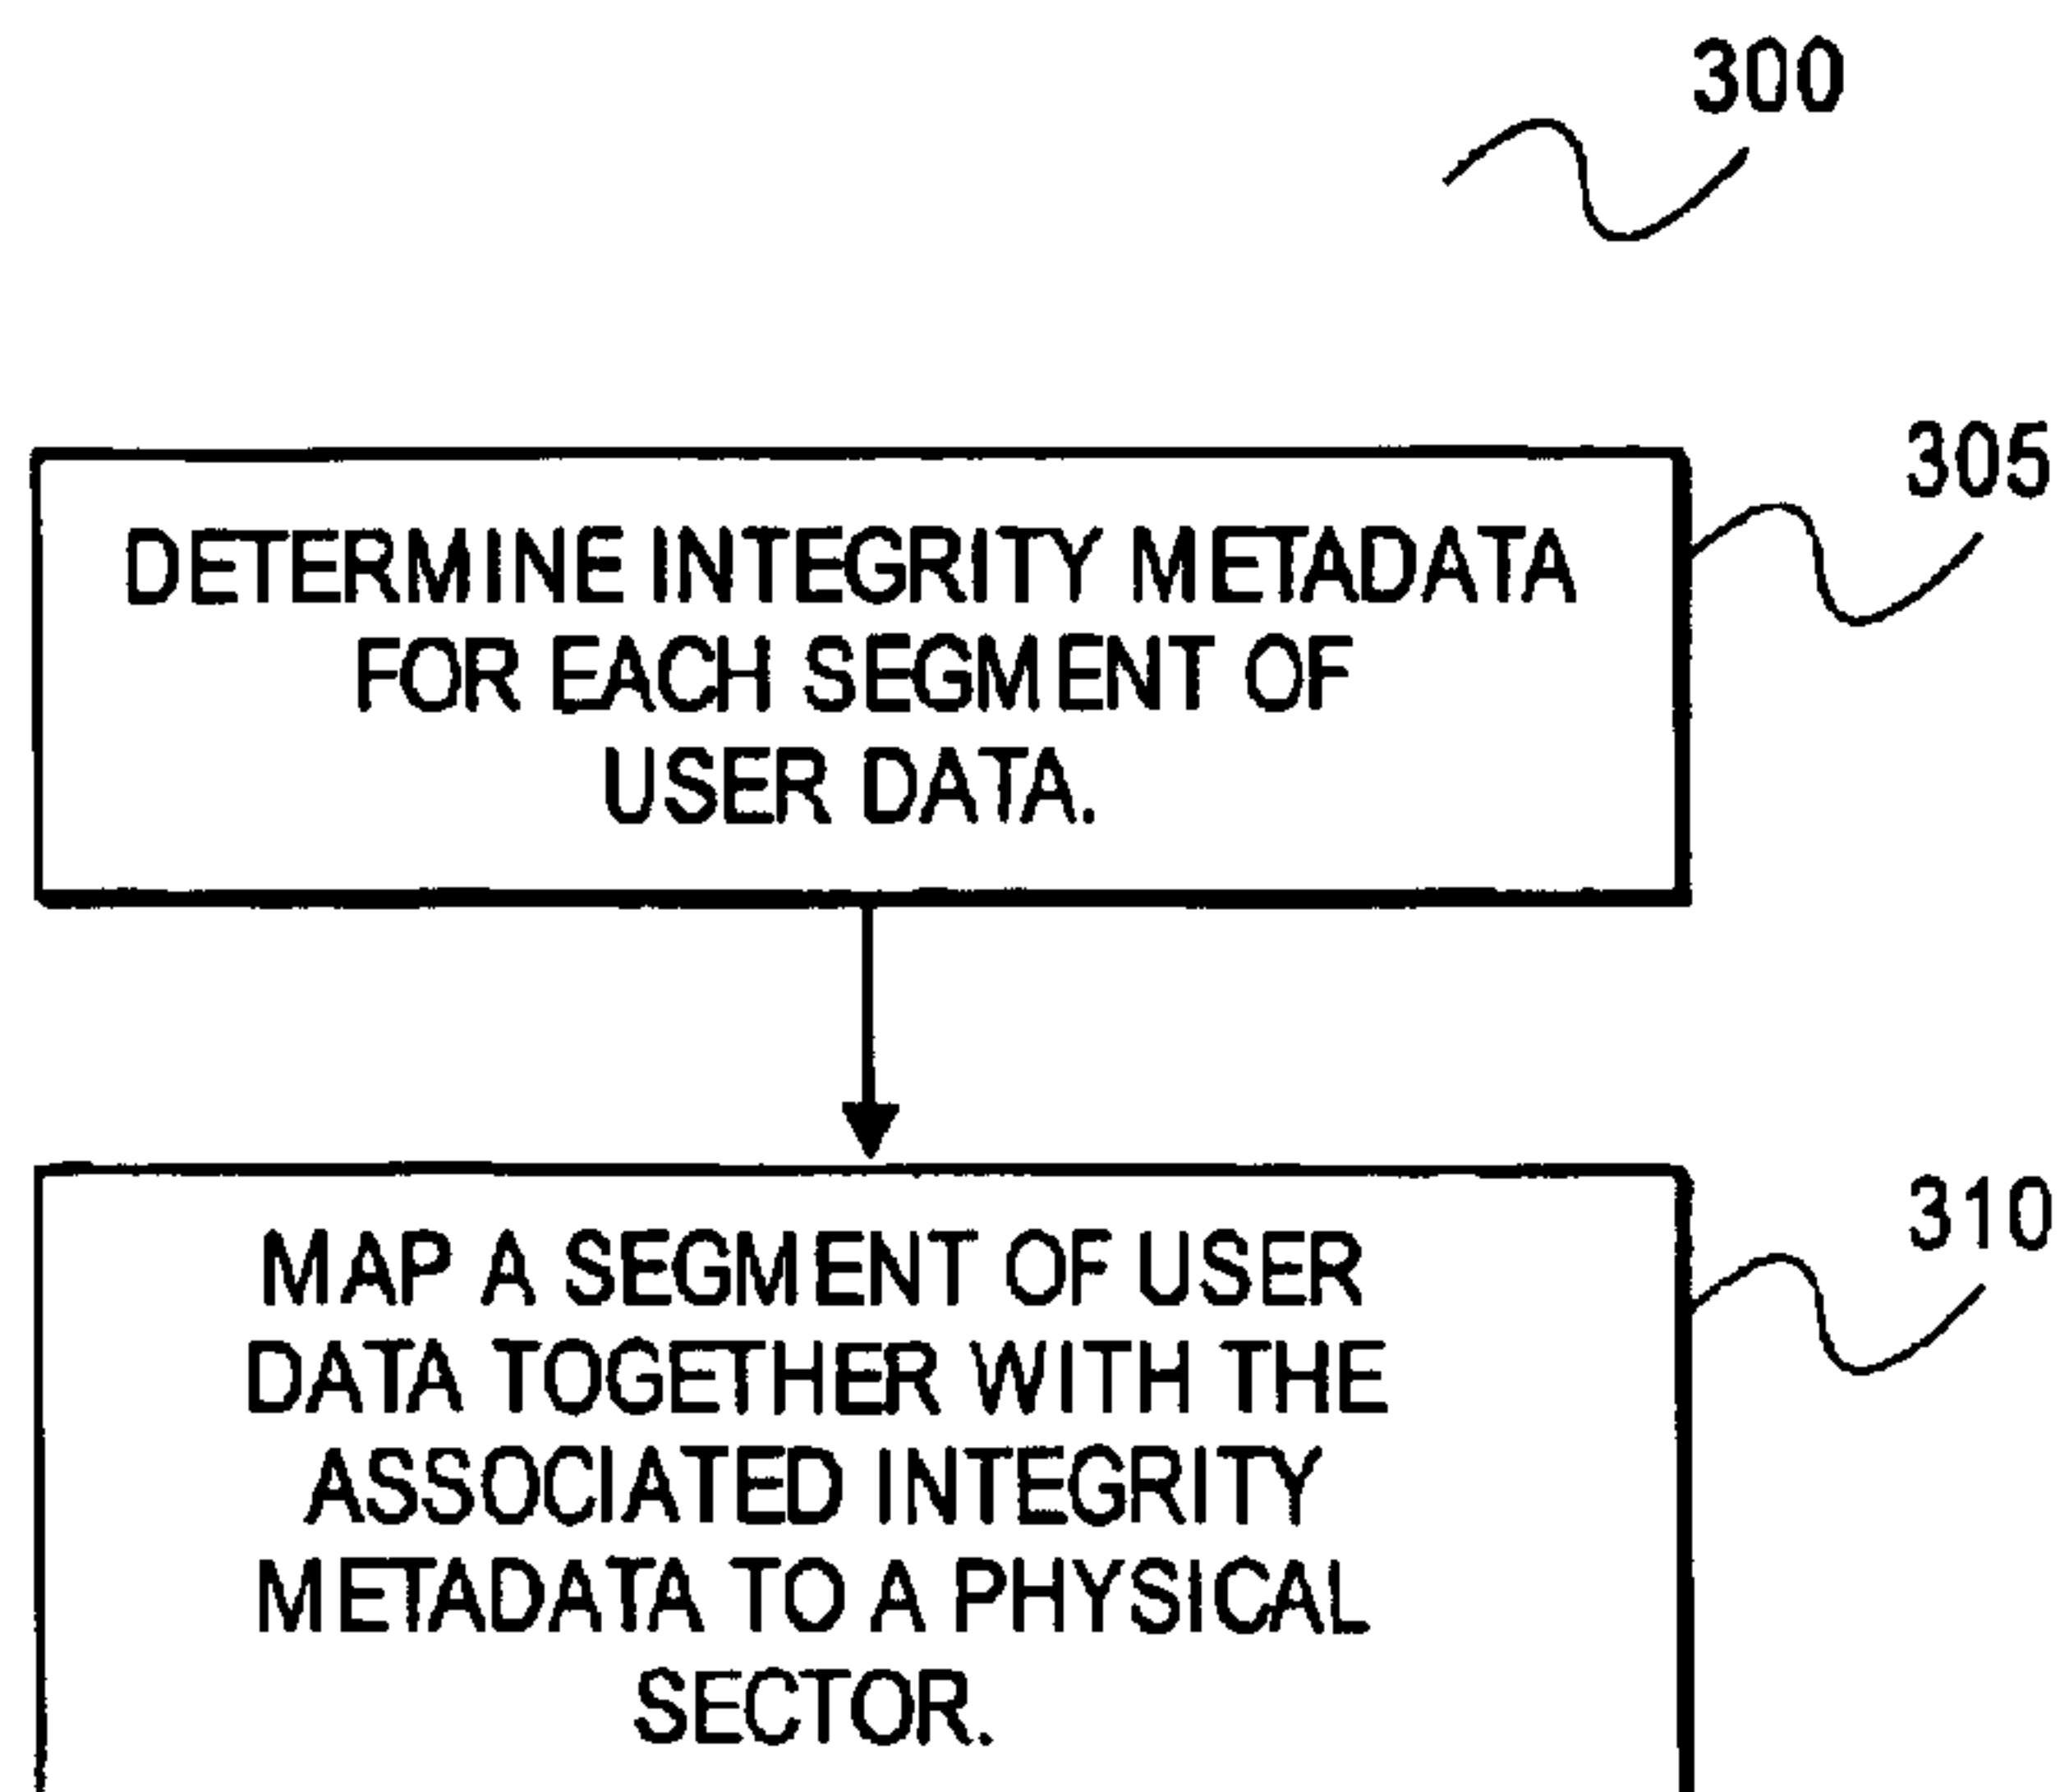 300
305
DETERMINE INTEGRITY METADATA
FOR EACH SEGMENT OF
USER DATA.
310
MAP A SEGMENT OF USER
DATA TOGETHER WITH THE
ASSOCIATED INTEGRITY
METADATA TO A PHYSICAL
SECTOR.